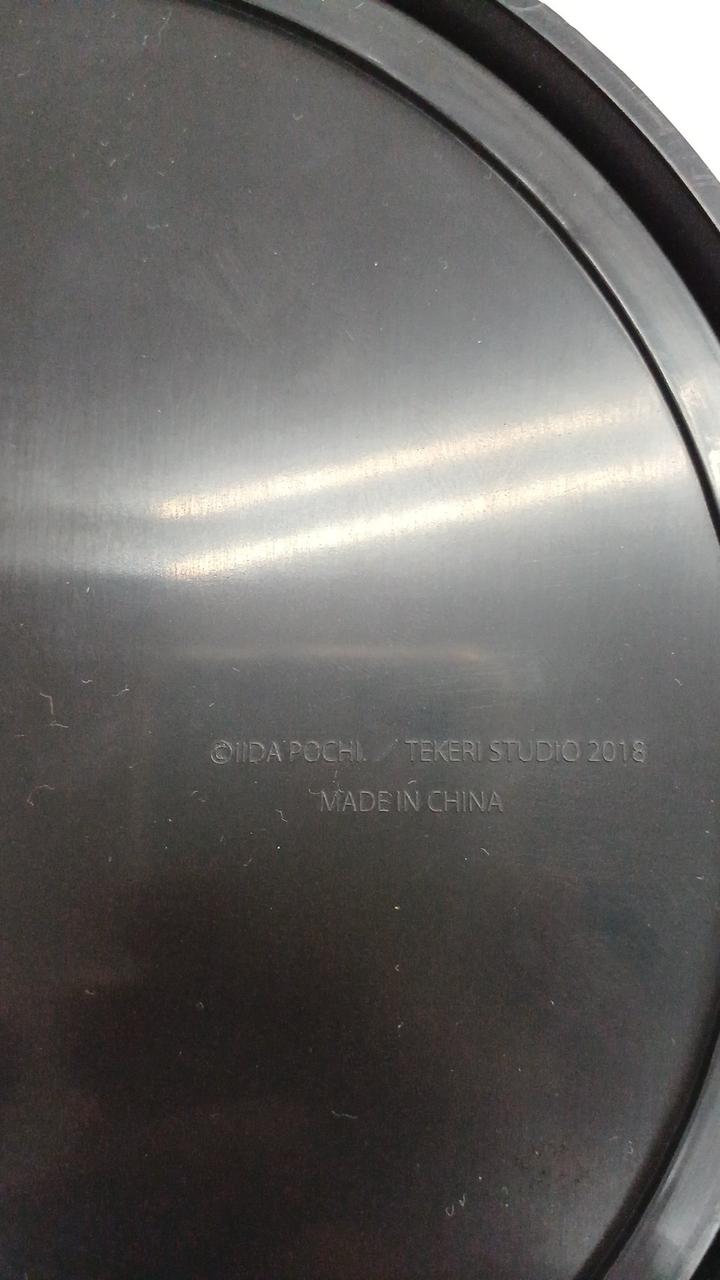 ©IIDA POCHI. ／ TEKERI STUDIO 2018
MADE IN CHINA